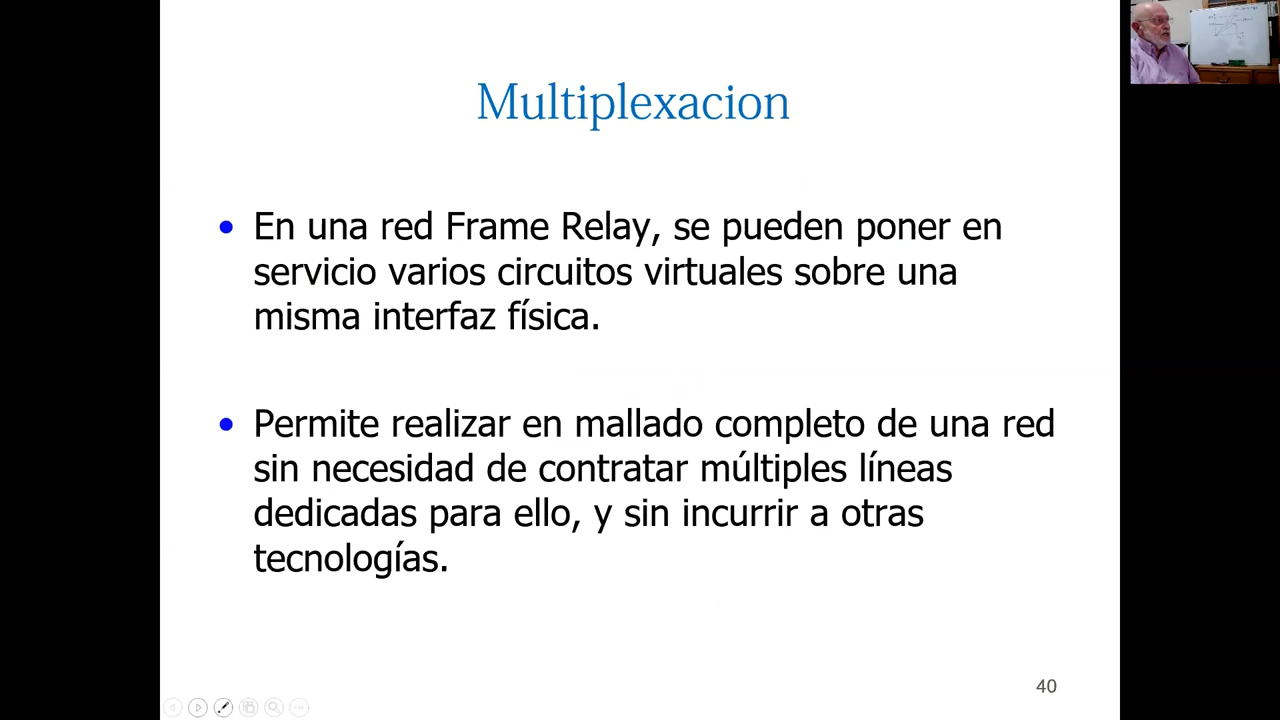 Multiplexacion
En una red Frame Relay, se pueden poner en
servicio varios circuitos virtuales sobre una
misma interfaz física.
Permite realizar en mallado completo de una red
sin necesidad de contratar múltiples líneas
dedicadas para ello, y sin incurrir a otras
tecnologías.
40